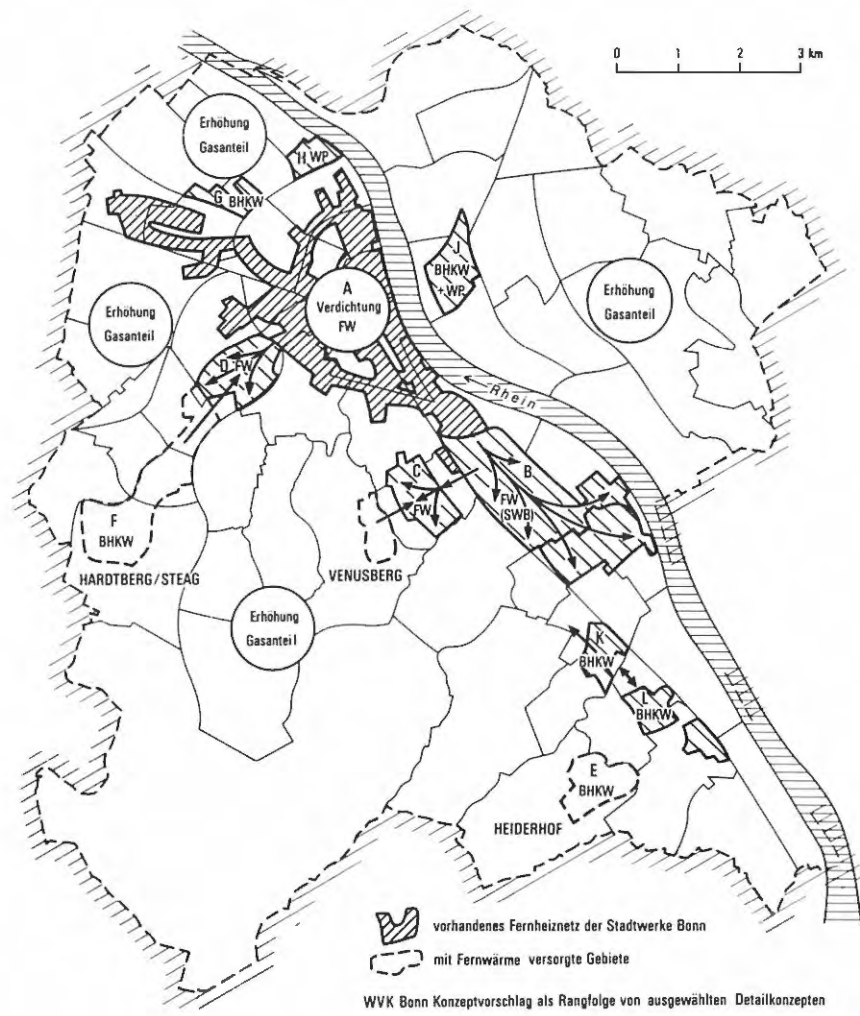 0 1 2 3 km
Erhöhung
Gasanteil
H WP
G
BHKW
J
BHKW
+ WP
A
Verdichtung
FW
Erhöhung
Gasanteil
Erhöhung
Gasanteil
D FW
Rhein
C
FW
B
FW
(SWB)
F
BHKW
HARDTBERG/STEAG
VENUSBERG
Erhöhung
Gasanteil
K
BHKW
L
BHKW
E
BHKW
HEIDERHOF
vorhandenes Fernheiznetz der Stadtwerke Bonn
mit Fernwärme versorgte Gebiete
WVK Bonn Konzeptvorschlag als Rangfolge von ausgewählten Detailkonzepten